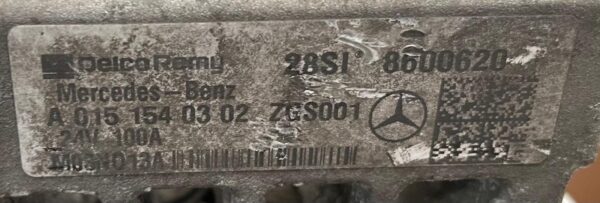 Delco Remy 28SI 8600620
Mercedes-Benz
A 015 154 03 02 ZGS001
24V 100A